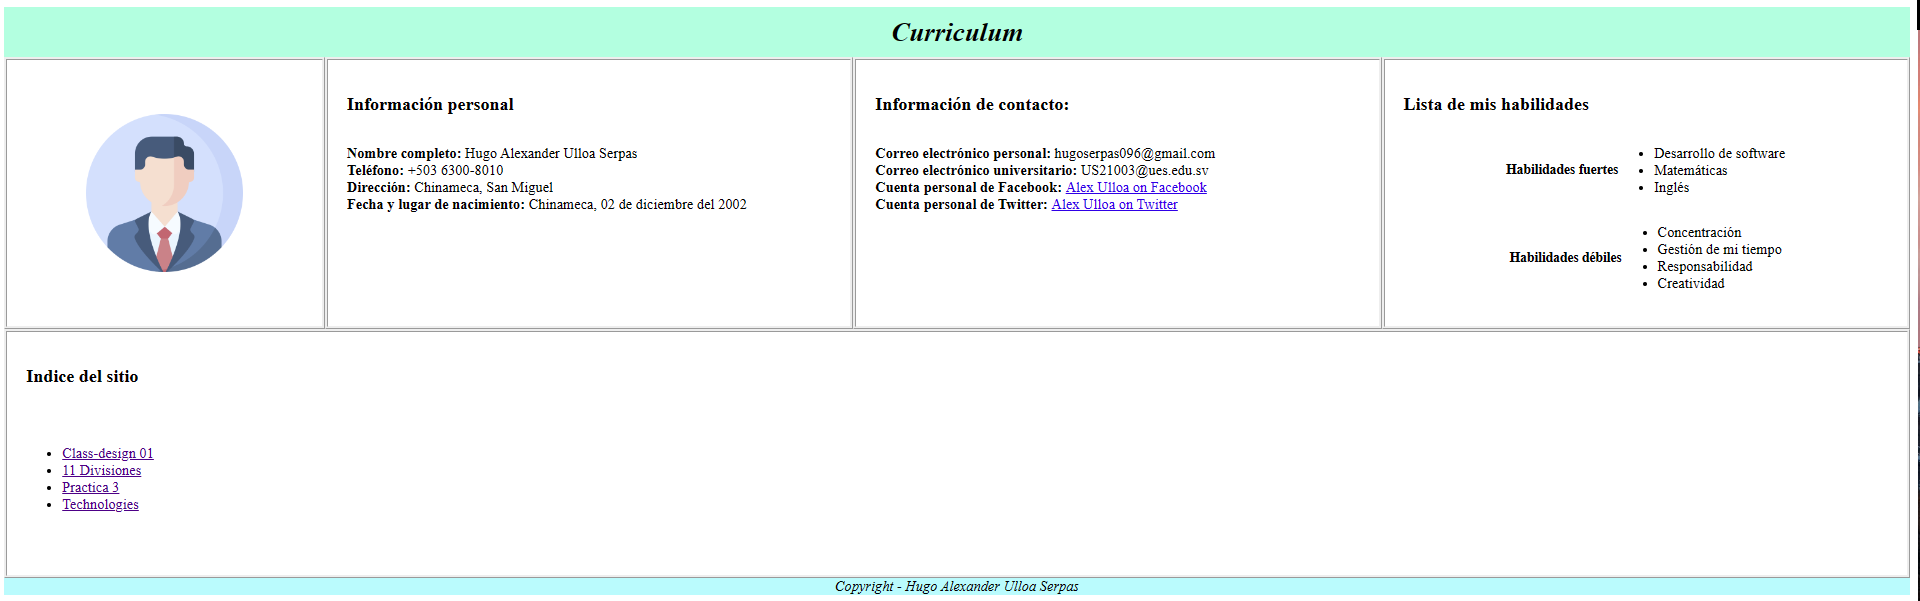 Curriculum
Información personal
Nombre completo: Hugo Alexander Ulloa Serpas
Teléfono: +503 6300-8010
Dirección: Chinameca, San Miguel
Fecha y lugar de nacimiento: Chinameca, 02 de diciembre del 2002
Información de contacto:
Correo electrónico personal: hugoserpas096@gmail.com
Correo electrónico universitario: US21003@ues.edu.sv
Cuenta personal de Facebook: Alex Ulloa on Facebook
Cuenta personal de Twitter: Alex Ulloa on Twitter
Lista de mis habilidades
Habilidades fuertes
Desarrollo de software
Matemáticas
Inglés
Habilidades débiles
Concentración
Gestión de mi tiempo
Responsabilidad
Creatividad
Indice del sitio
Class-design 01
11 Divisiones
Practica 3
Technologies
Copyright - Hugo Alexander Ulloa Serpas